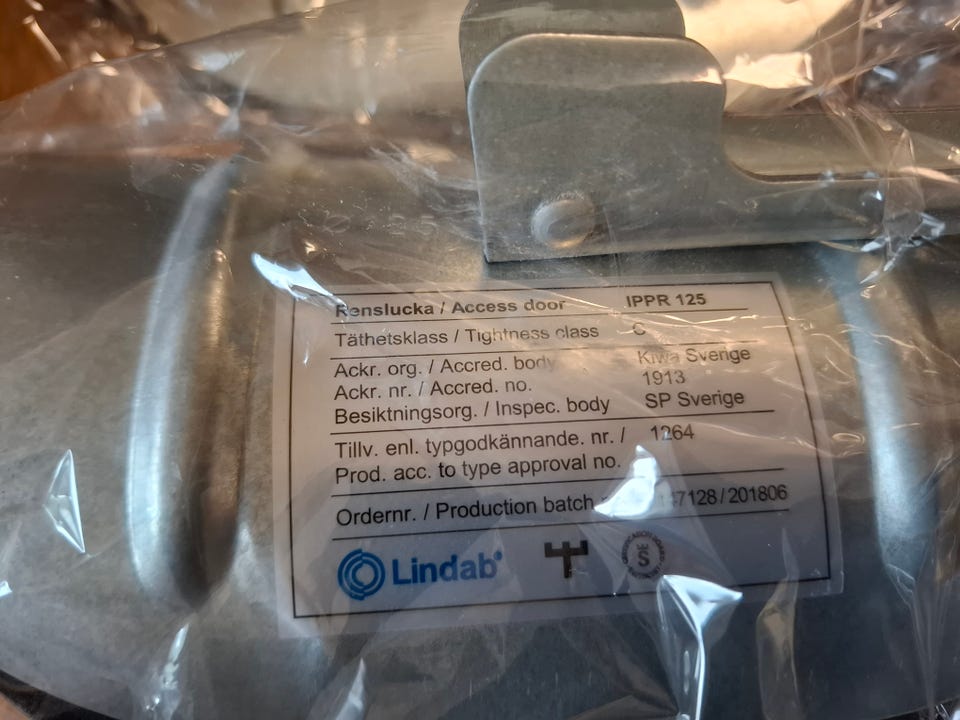 Renslucka / Access door IPPR 125
Täthetsklass / Tightness class C
Ackr. org. / Accred. body Kiwa Sverige
Ackr. nr. / Accred. no. 1913
Besiktningsorg. / Inspec. body SP Sverige
Tillv. enl. typgodkännande. nr. / 1264
Prod. acc. to type approval no.
Ordernr. / Production batch 7128 / 201806
Lindab